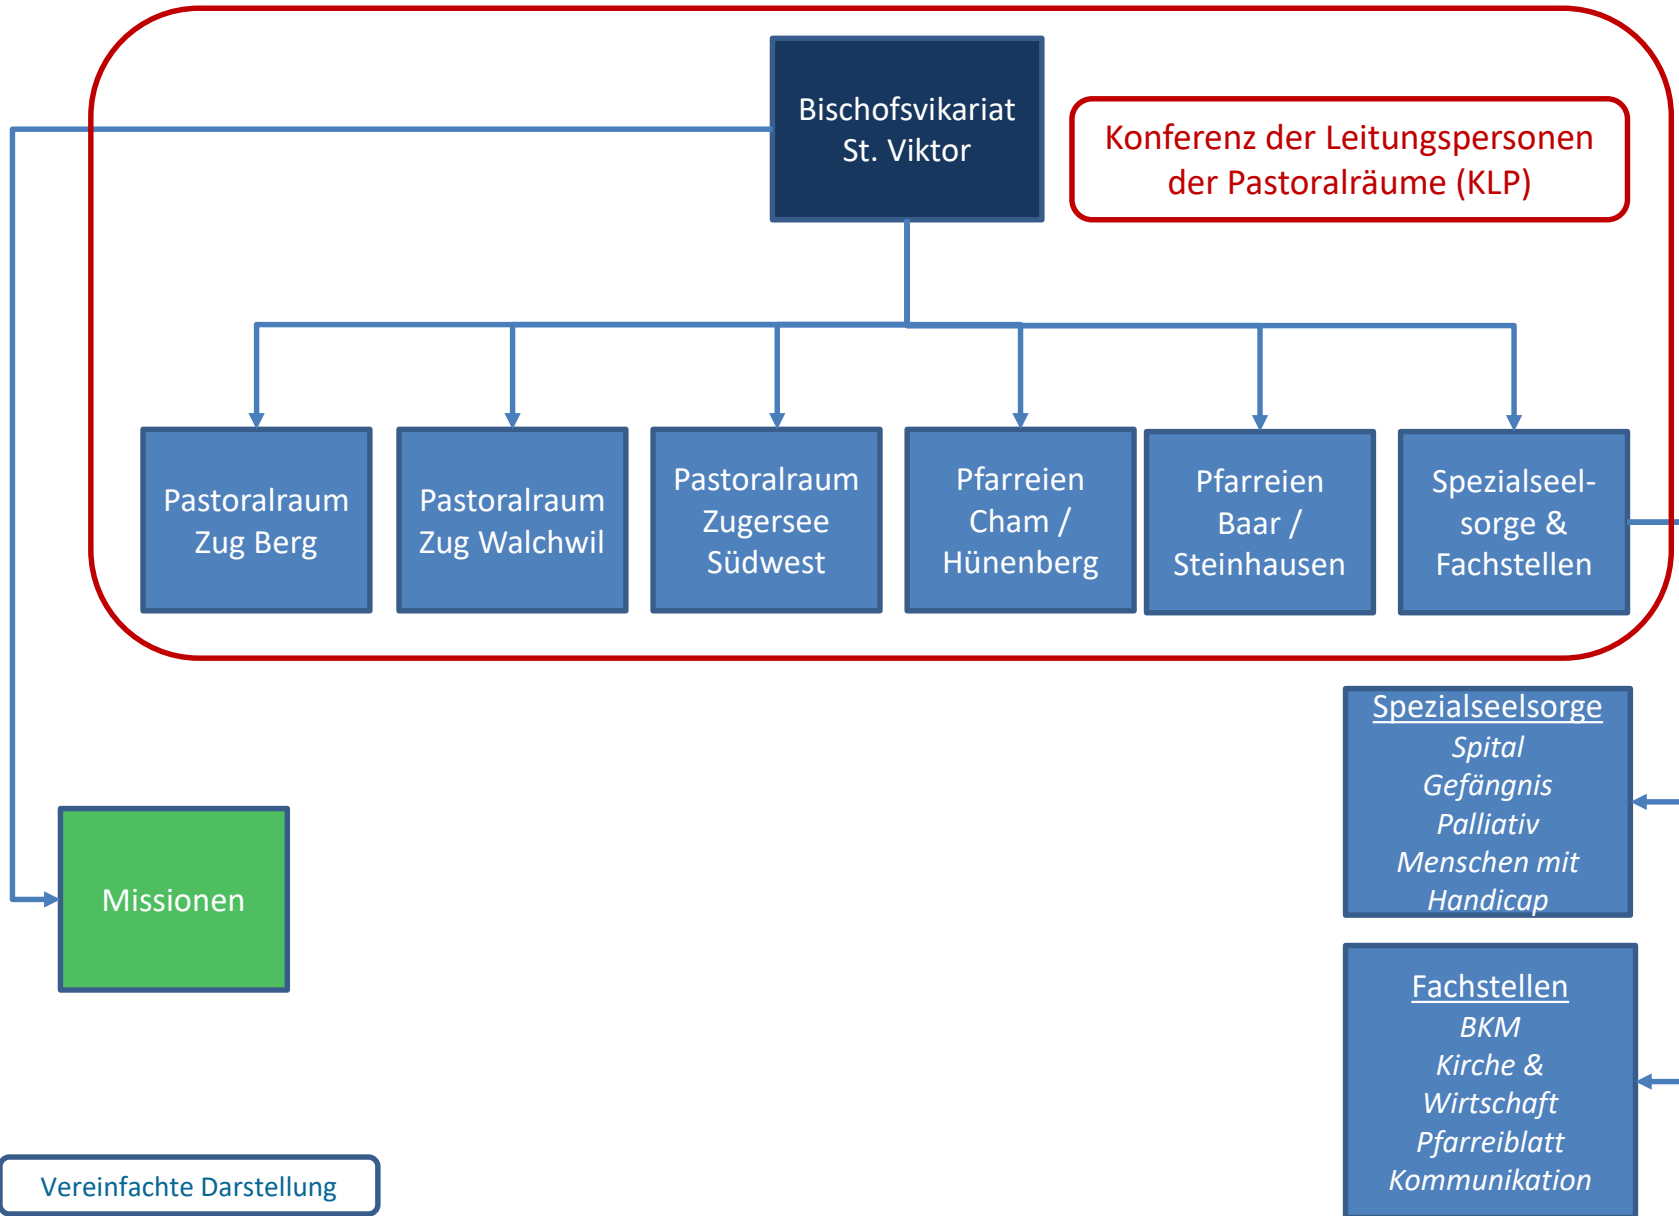 Bischofsvikariat
St. Viktor
Konferenz der Leitungspersonen
der Pastoralräume (KLP)
Pastoralraum
Zug Berg
Pastoralraum
Zug Walchwil
Pastoralraum
Zugersee
Südwest
Pfarreien
Cham /
Hünenberg
Pfarreien
Baar /
Steinhausen
Spezialseel-
sorge &
Fachstellen
Spezialseelsorge
Spital
Gefängnis
Palliativ
Menschen mit
Handicap
Missionen
Fachstellen
BKM
Kirche &
Wirtschaft
Pfarreiblatt
Kommunikation
Vereinfachte Darstellung